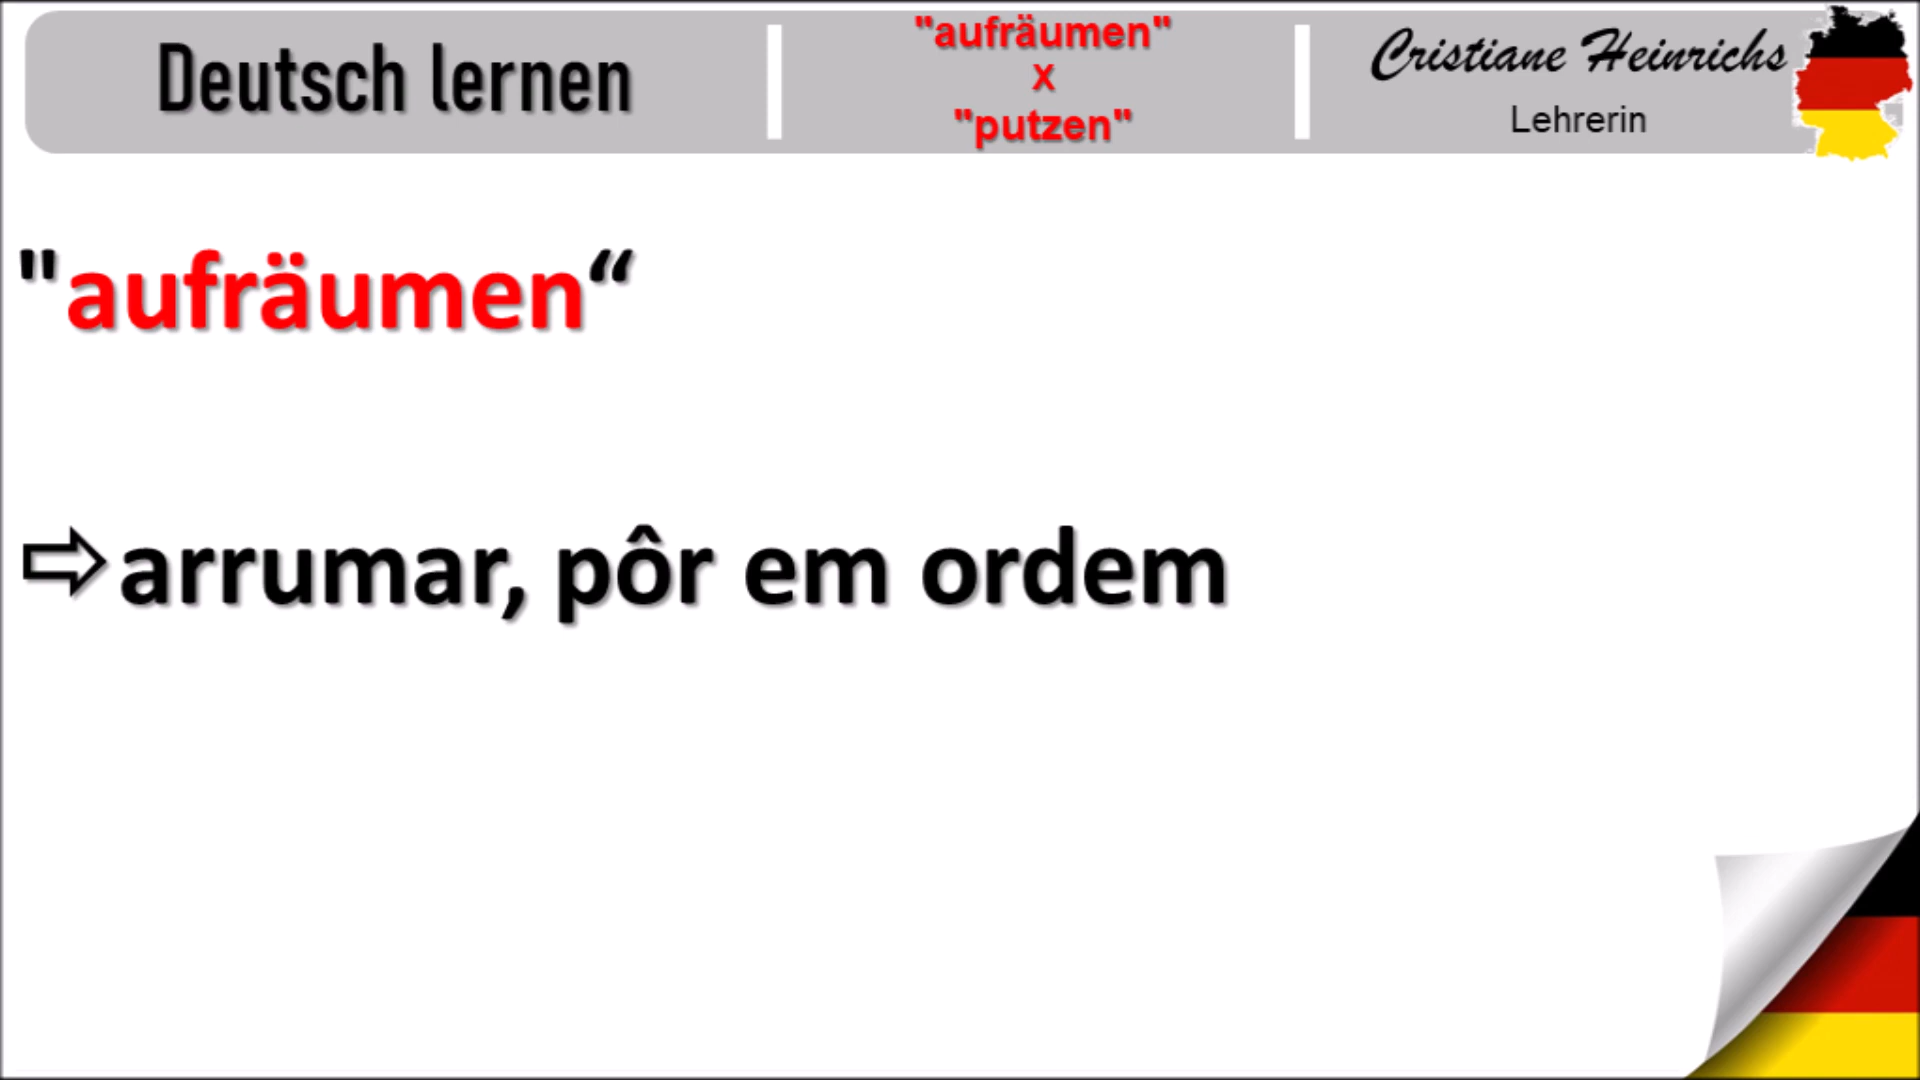 Deutsch lernen
"aufräumen"
X
"putzen"
Cristiane Heinrichs
Lehrerin
"aufräumen“
⇨arrumar, pôr em ordem